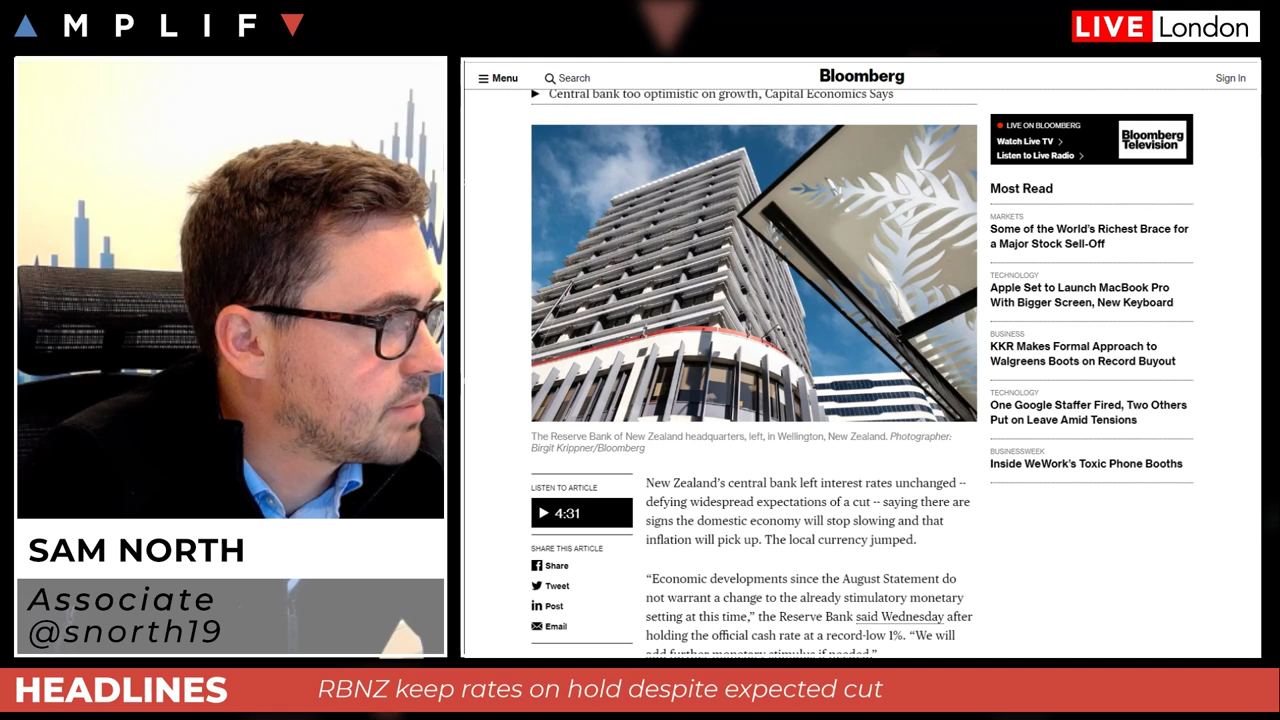 MPLIF
LIVE London
Menu
Search
Bloomberg
Sign In
Central bank too optimistic on growth, Capital Economics Says
The Reserve Bank of New Zealand headquarters, left, in Wellington, New Zealand. Photographer:
Birgit Krippner/Bloomberg
LISTEN TO ARTICLE
4:31
SHARE THIS ARTICLE
Share
Tweet
Post
Email
New Zealand's central bank left interest rates unchanged --
defying widespread expectations of a cut -- saying there are
signs the domestic economy will stop slowing and that
inflation will pick up. The local currency jumped.
“Economic developments since the August Statement do
not warrant a change to the already stimulatory monetary
setting at this time,” the Reserve Bank said Wednesday after
holding the official cash rate at a record-low 1%. “We will
add further monetary stimulus if needed.”
LIVE ON BLOOMBERG
Watch Live TV
Listen to Live Radio
Bloomberg
Television
Most Read
MARKETS
Some of the World's Richest Brace for
a Major Stock Sell-Off
TECHNOLOGY
Apple Set to Launch MacBook Pro
With Bigger Screen, New Keyboard
BUSINESS
KKR Makes Formal Approach to
Walgreens Boots on Record Buyout
TECHNOLOGY
One Google Staffer Fired, Two Others
Put on Leave Amid Tensions
BUSINESSWEEK
Inside WeWork's Toxic Phone Booths
SAM NORTH
Associate
@snorth19
HEADLINES
RBNZ keep rates on hold despite expected cut